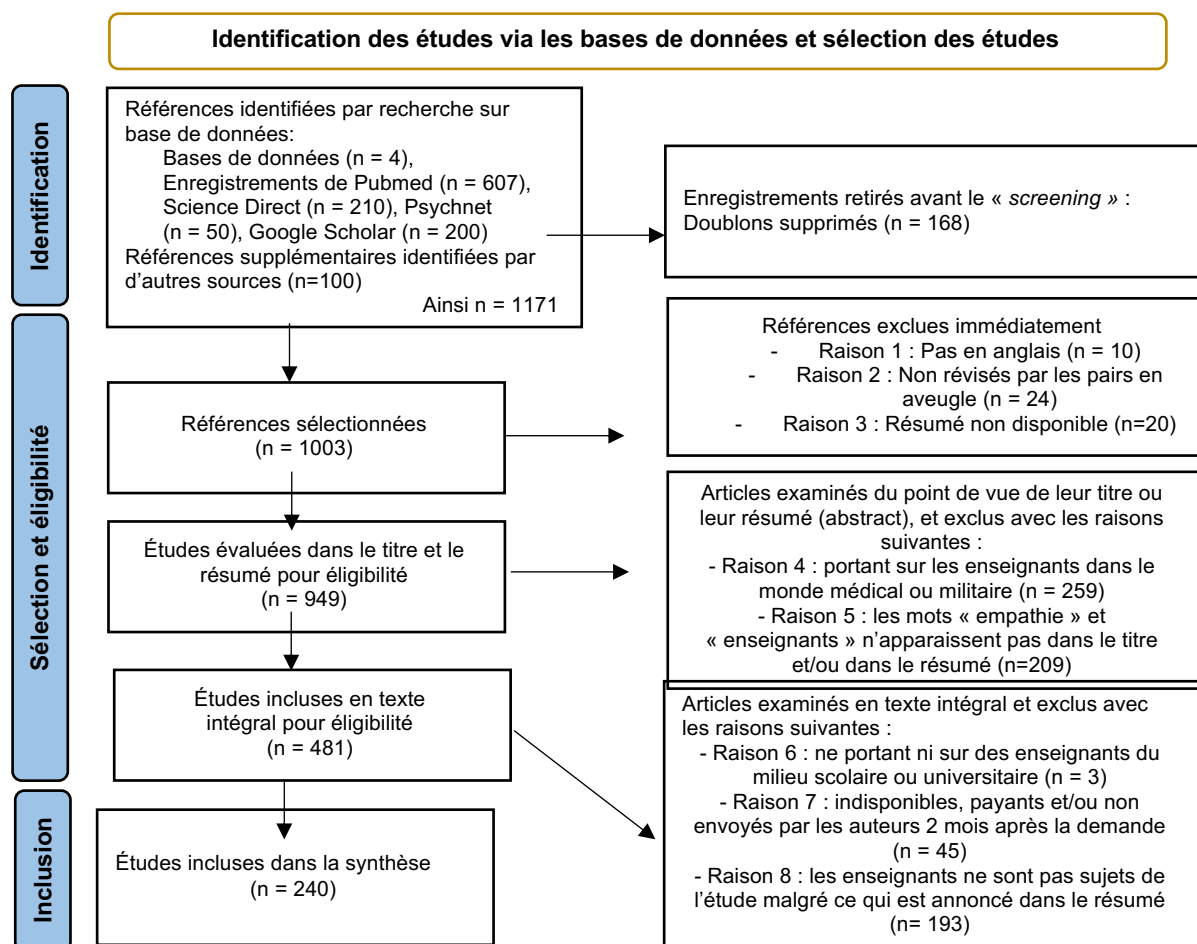 Identification des études via les bases de données et sélection des études
Identification
Références identifiées par recherche sur
base de données:
Bases de données (n = 4),
Enregistrements de Pubmed (n = 607),
Science Direct (n = 210), Psychnet
(n = 50), Google Scholar (n = 200)
Références supplémentaires identifiées par
d'autres sources (n=100)
Ainsi n = 1171
Enregistrements retirés avant le « screening » :
Doublons supprimés (n = 168)
Sélection et éligibilité
Références sélectionnées
(n = 1003)
Références exclues immédiatement
- Raison 1 : Pas en anglais (n = 10)
- Raison 2 : Non révisés par les pairs en
aveugle (n = 24)
- Raison 3 : Résumé non disponible (n=20)
Études évaluées dans le titre et le
résumé pour éligibilité
(n = 949)
Articles examinés du point de vue de leur titre ou
leur résumé (abstract), et exclus avec les raisons
suivantes :
- Raison 4 : portant sur les enseignants dans le
monde médical ou militaire (n = 259)
- Raison 5 : les mots « empathie » et
« enseignants » n'apparaissent pas dans le titre
et/ou dans le résumé (n=209)
Études incluses en texte
intégral pour éligibilité
(n = 481)
Articles examinés en texte intégral et exclus avec
les raisons suivantes :
- Raison 6 : ne portant ni sur des enseignants du
milieu scolaire ou universitaire (n = 3)
- Raison 7 : indisponibles, payants et/ou non
envoyés par les auteurs 2 mois après la demande
(n = 45)
- Raison 8 : les enseignants ne sont pas sujets de
l'étude malgré ce qui est annoncé dans le résumé
(n= 193)
Inclusion
Études incluses dans la synthèse
(n = 240)